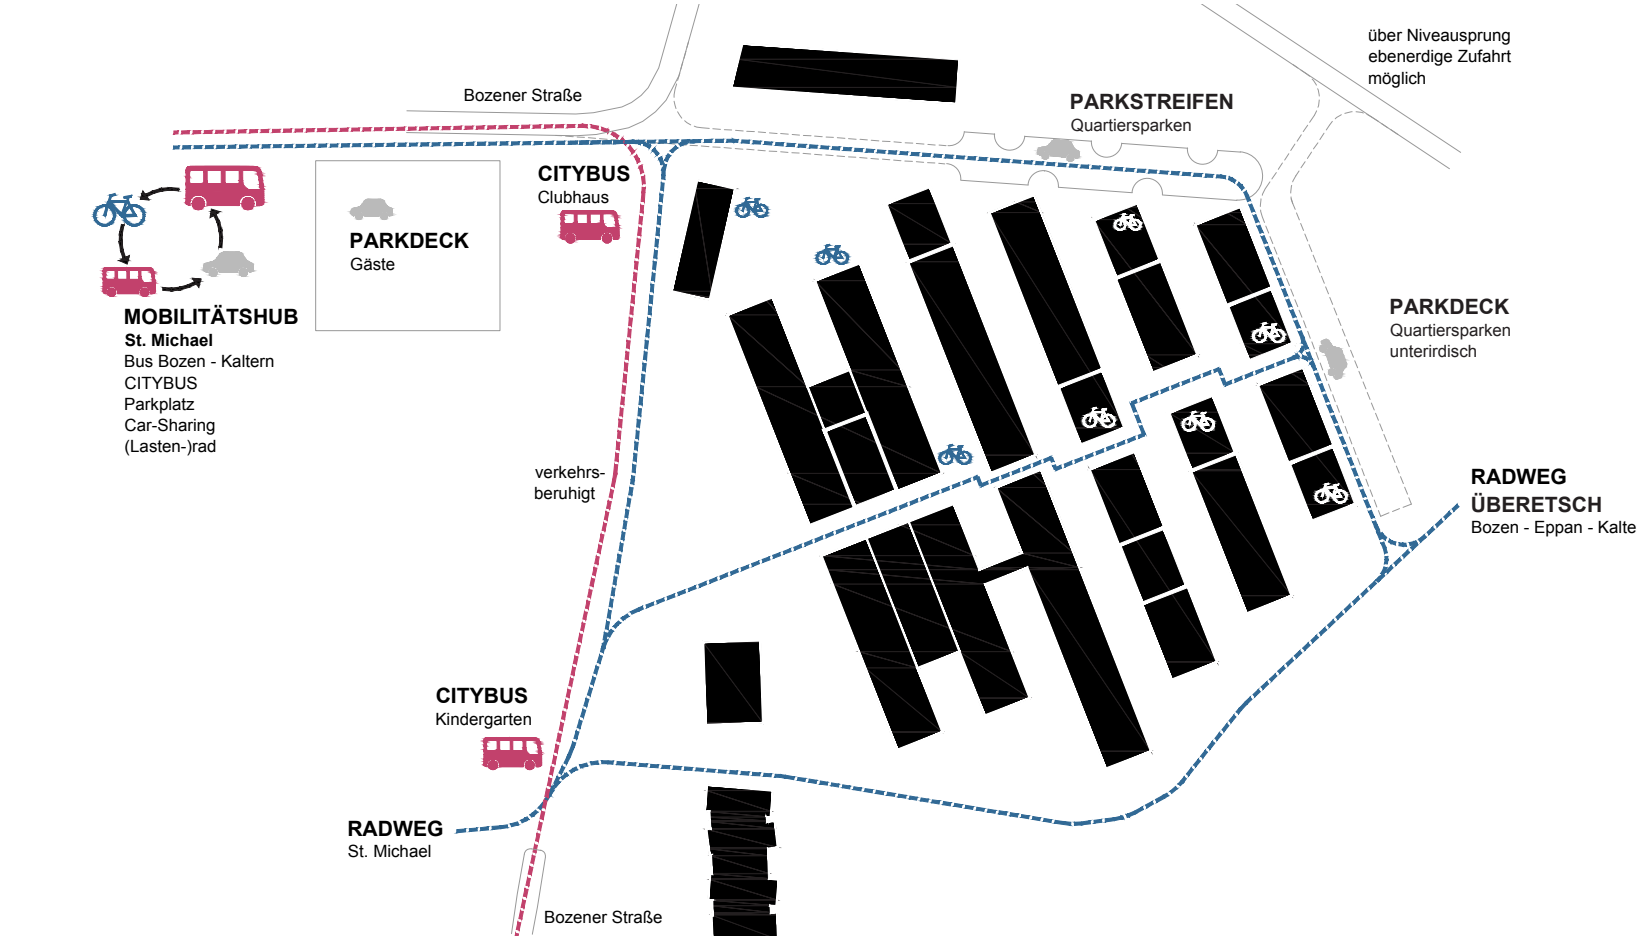 über Niveausprung
ebenerdige Zufahrt
möglich
Bozener Straße
PARKSTREIFEN
Quartiersparken
CITYBUS
Clubhaus
PARKDECK
Gäste
MOBILITÄTSHUB
St. Michael
Bus Bozen - Kaltern
CITYBUS
Parkplatz
Car-Sharing
(Lasten-)rad
PARKDECK
Quartiersparken
unterirdisch
verkehrs-
beruhigt
RADWEG
ÜBERETSCH
Bozen - Eppan - Kalte
CITYBUS
Kindergarten
RADWEG
St. Michael
Bozener Straße